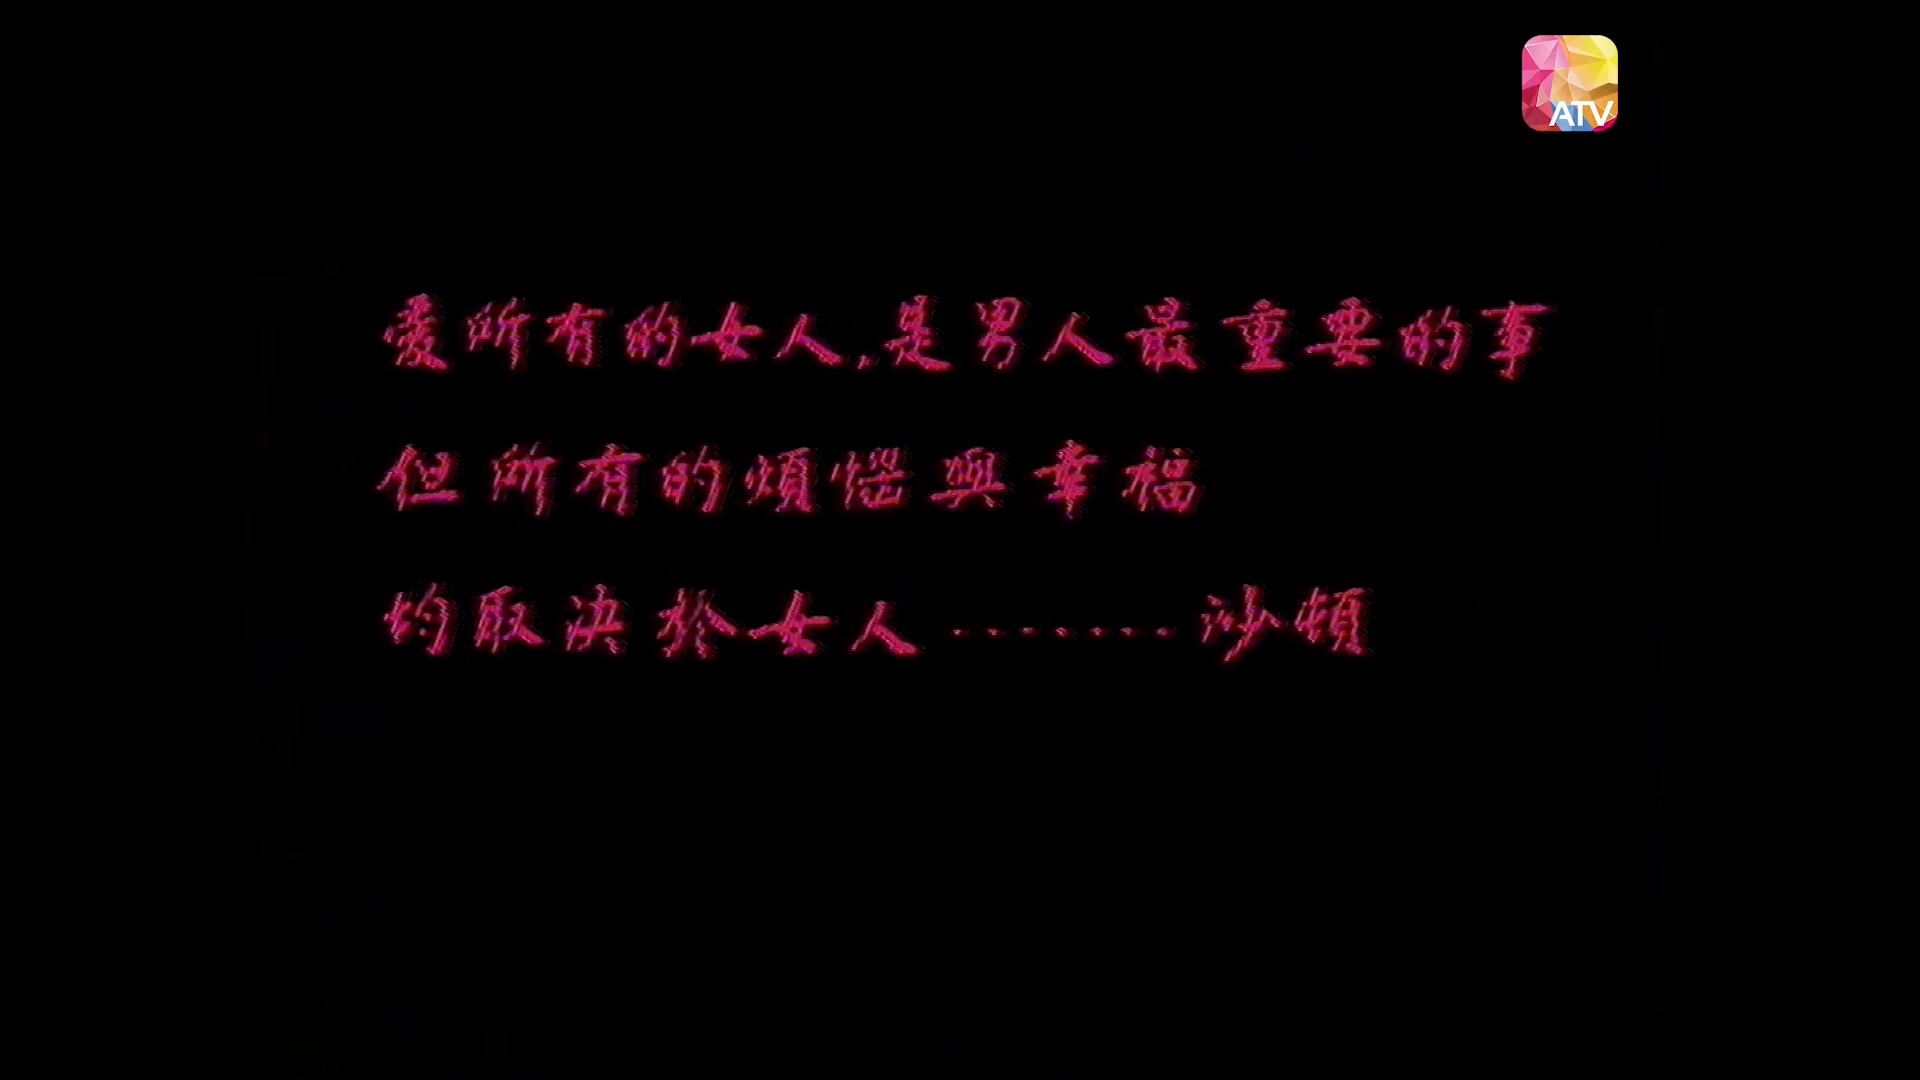 ATV
愛所有的女人,是男人最重要的事
但所有的煩惱與幸福
均取決於女人.......沙頓